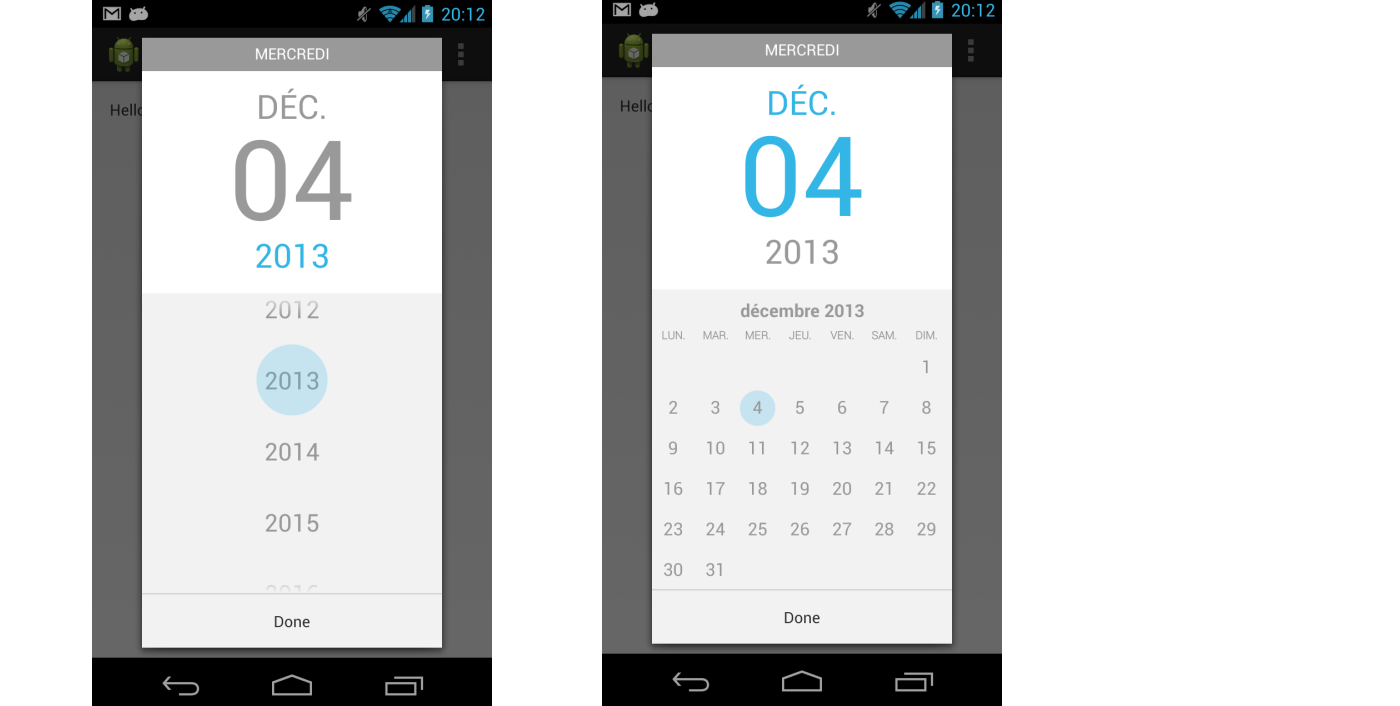 20:12
Hello
MERCREDI
DÉC.
04
2013
2012
2013
2014
2015
2016
Done
20:12
Hello
MERCREDI
DÉC.
04
2013
décembre 2013
LUN. MAR. MER. JEU. VEN. SAM. DIM.
1
2 3 4 5 6 7 8
9 10 11 12 13 14 15
16 17 18 19 20 21 22
23 24 25 26 27 28 29
30 31
Done